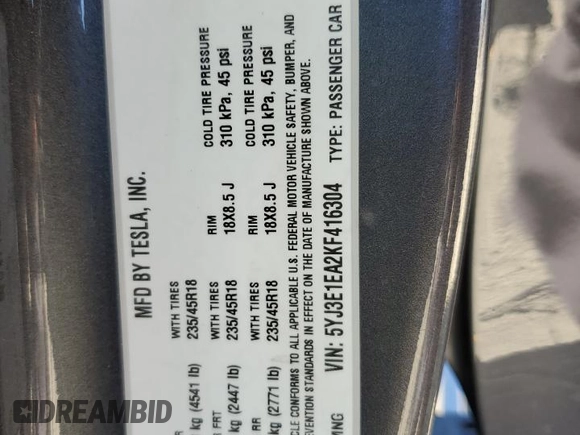 MFD BY TESLA, INC.
WITH TIRES RIM COLD TIRE PRESSURE
kg (4541 lb) 235/45R18 18X8.5 J 310 kPa, 45 psi
FRT WITH TIRES RIM COLD TIRE PRESSURE
kg (2447 lb) 235/45R18 18X8.5 J 310 kPa, 45 psi
RR WITH TIRES
kg (2771 lb) 235/45R18
CLE CONFORMS TO ALL APPLICABLE U.S. FEDERAL MOTOR VEHICLE SAFETY, BUMPER, AND
VENTION STANDARDS IN EFFECT ON THE DATE OF MANUFACTURE SHOWN ABOVE.
VIN: 5YJ3E1EA2KF416304 TYPE: PASSENGER CAR
DREAMBID